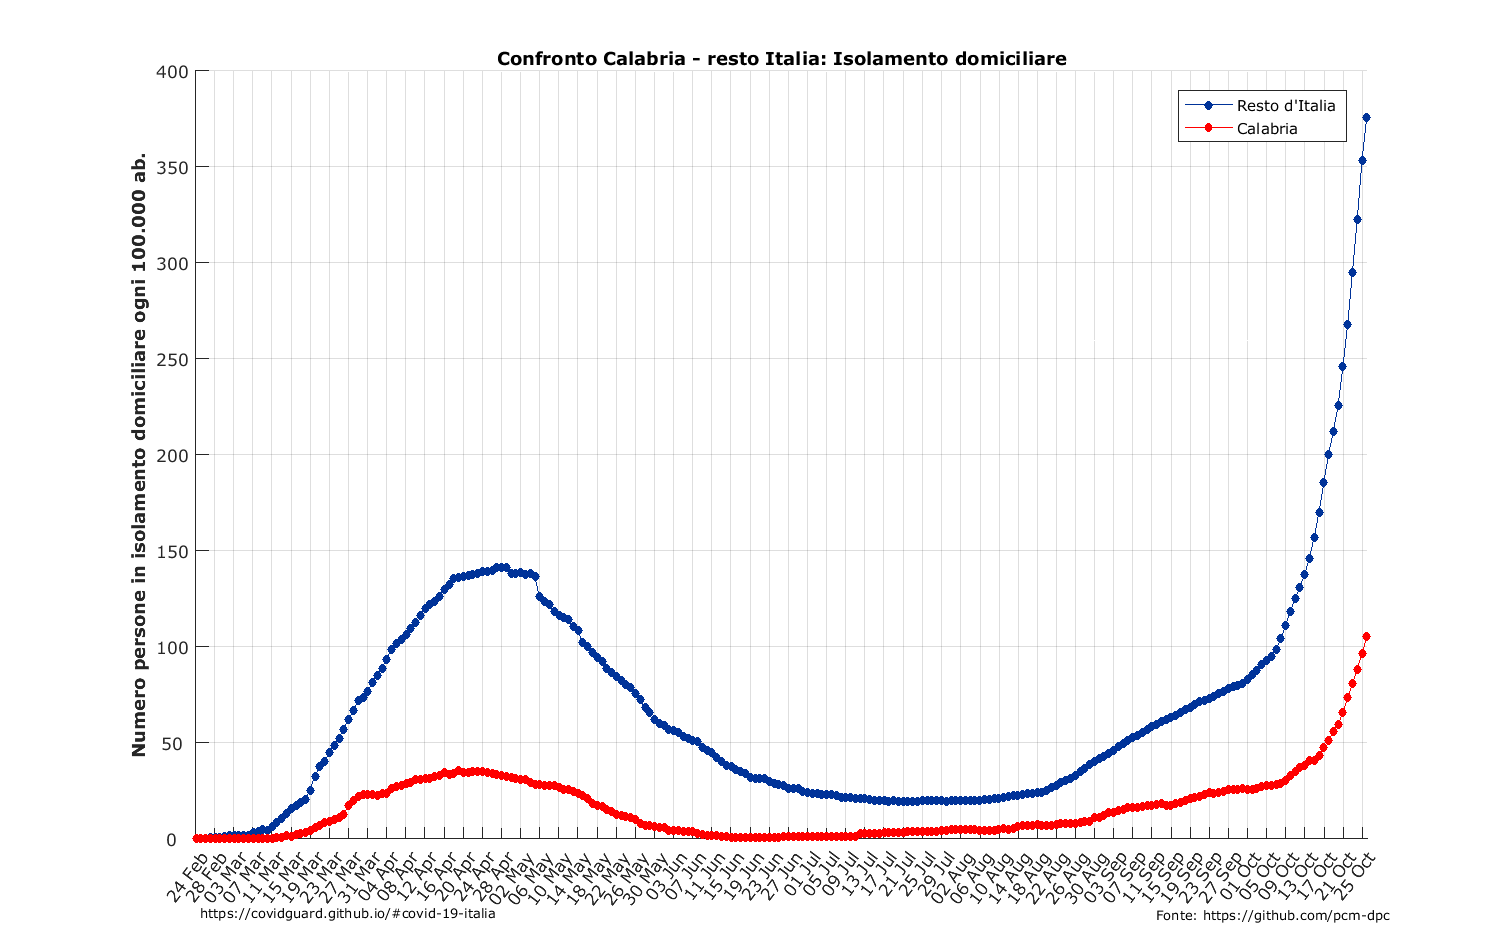 Confronto Calabria - resto Italia: Isolamento domiciliare
Numero persone in isolamento domiciliare ogni 100.000 ab.
400
350
300
250
200
150
100
50
0
Resto d'Italia
Calabria
24 Feb
28 Feb
03 Mar
07 Mar
11 Mar
15 Mar
19 Mar
23 Mar
27 Mar
31 Mar
04 Apr
08 Apr
12 Apr
16 Apr
20 Apr
24 Apr
28 Apr
02 May
06 May
10 May
14 May
18 May
22 May
26 May
30 May
03 Jun
07 Jun
11 Jun
15 Jun
19 Jun
23 Jun
27 Jun
01 Jul
05 Jul
09 Jul
13 Jul
17 Jul
21 Jul
25 Jul
29 Jul
02 Aug
06 Aug
10 Aug
14 Aug
18 Aug
22 Aug
26 Aug
30 Aug
03 Sep
07 Sep
11 Sep
15 Sep
19 Sep
23 Sep
27 Sep
01 Oct
05 Oct
09 Oct
13 Oct
17 Oct
21 Oct
25 Oct
https://covidguard.github.io/#covid-19-italia
Fonte: https://github.com/pcm-dpc